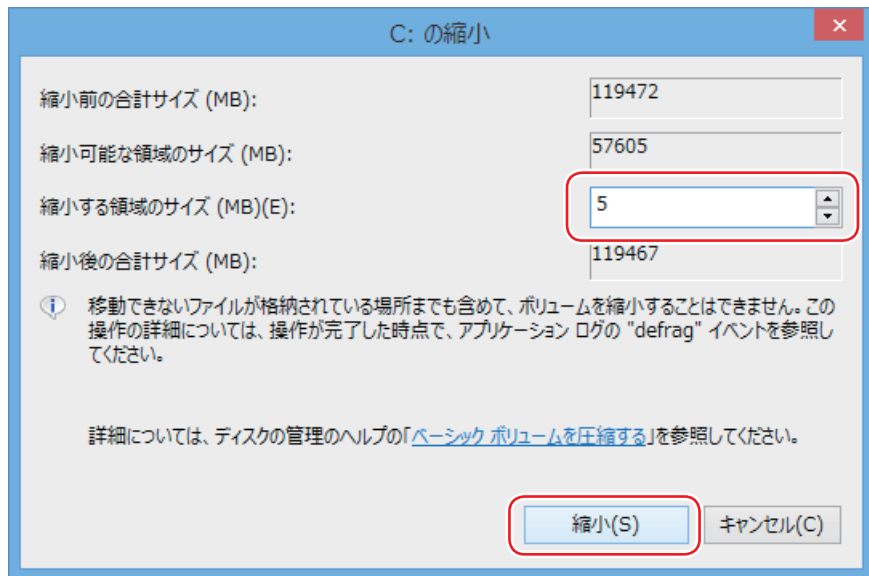 C: の縮小
縮小前の合計サイズ (MB): 119472
縮小可能な領域のサイズ (MB): 57605
縮小する領域のサイズ (MB)(E): 5
縮小後の合計サイズ (MB): 119467
移動できないファイルが格納されている場所までも含めて、ボリュームを縮小することはできません。この
操作の詳細については、操作が完了した時点で、アプリケーション ログの "defrag" イベントを参照し
てください。
詳細については、ディスクの管理のヘルプの「ベーシック ボリュームを圧縮する」を参照してください。
縮小(S) キャンセル(C)